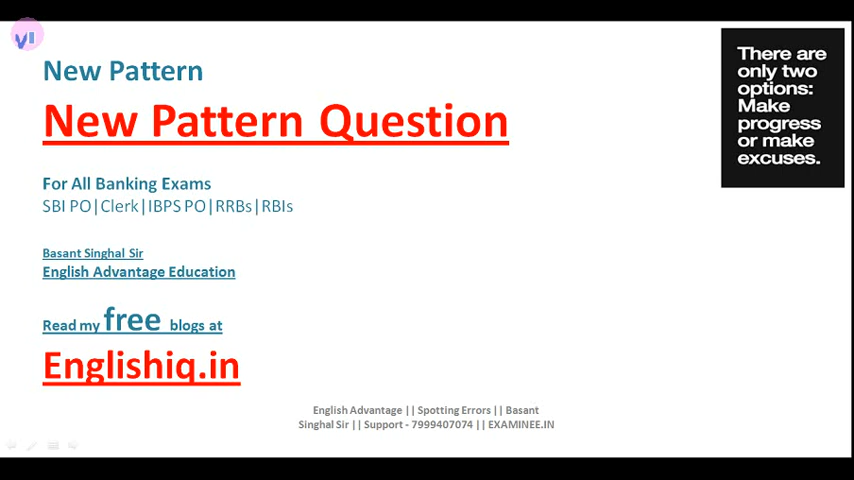 VI
New Pattern
New Pattern Question
For All Banking Exams
SBI PO|Clerk|IBPS PO|RRBs|RBIs
Basant Singhal Sir
English Advantage Education
Read my free blogs at
Englishiq.in
There are
only two
options:
Make
progress
or make
excuses.
English Advantage || Spotting Errors || Basant
Singhal Sir || Support - 7999407074 || EXAMINEE.IN